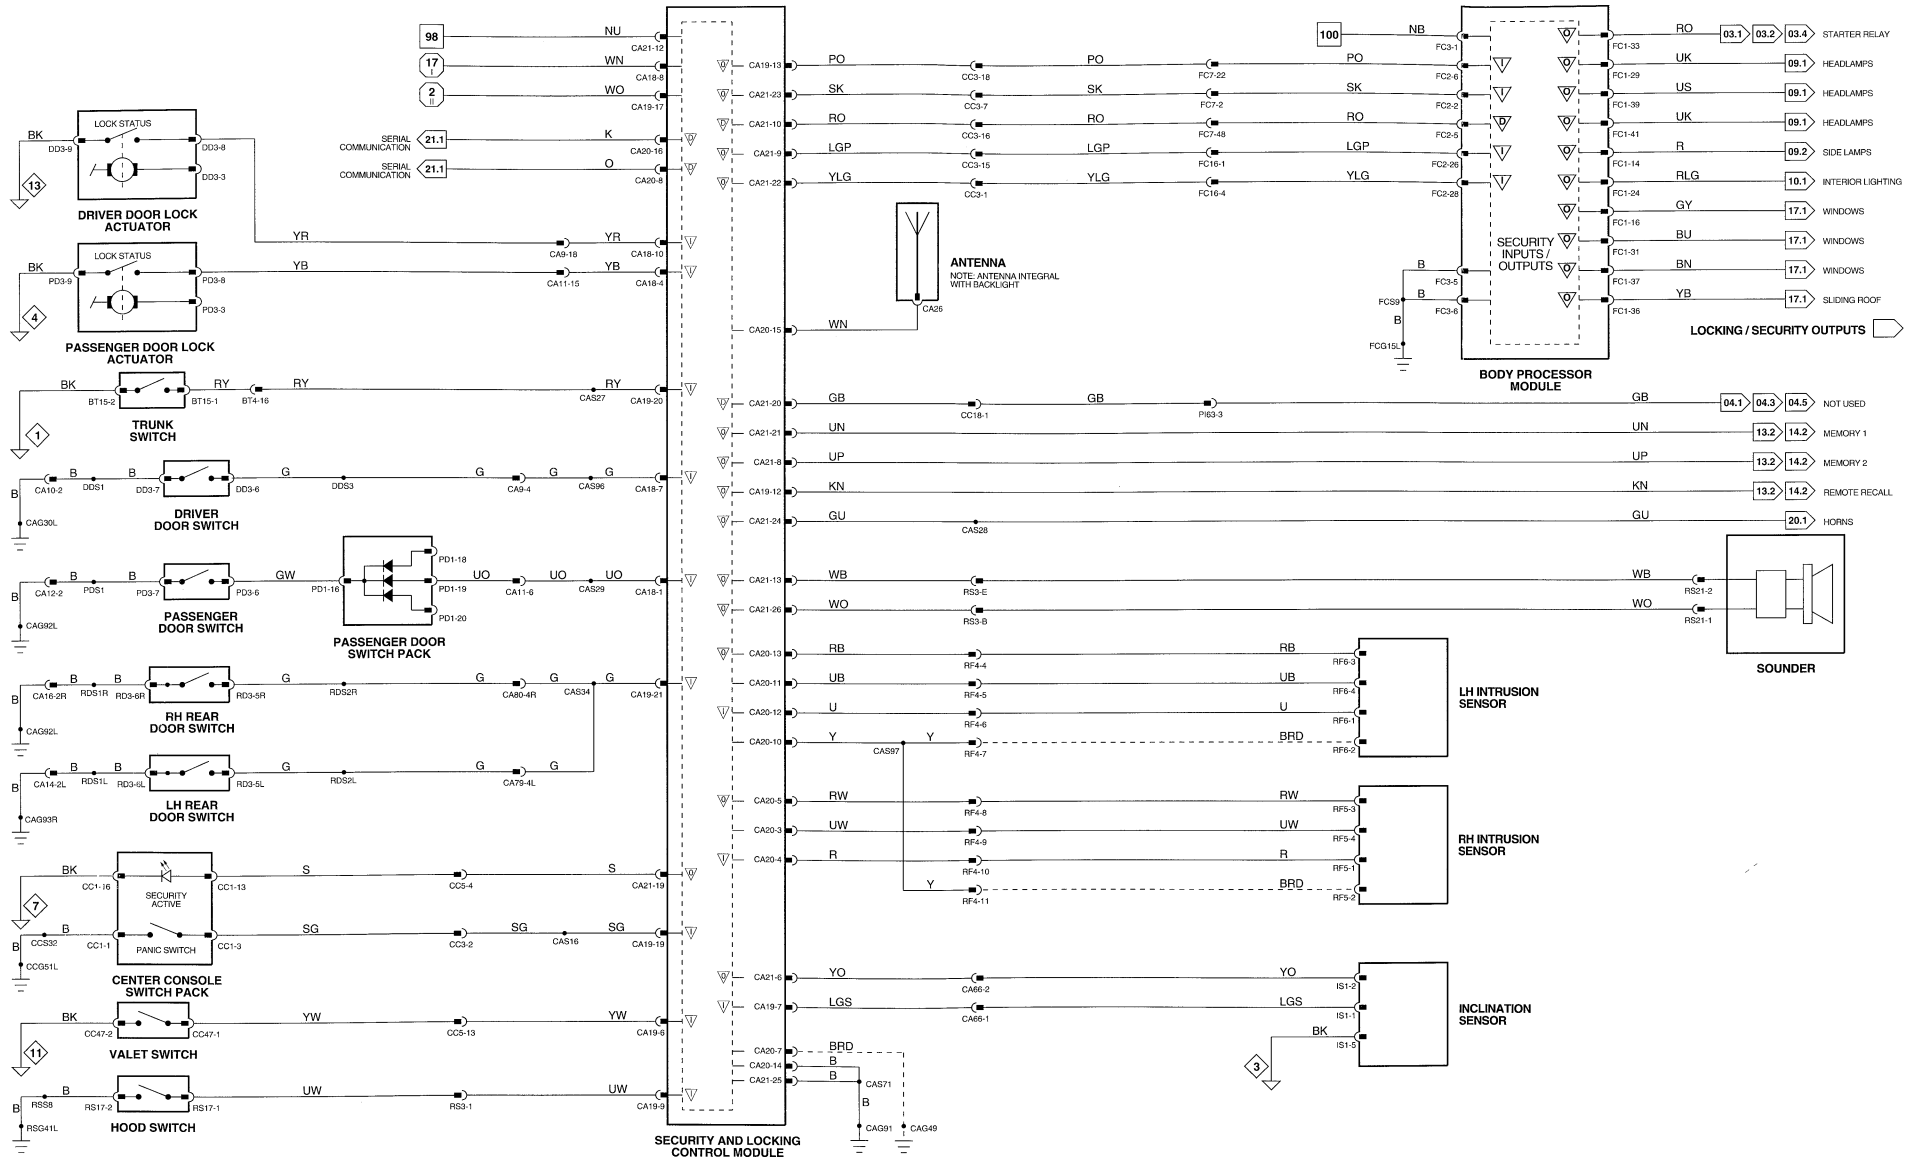 98
NU
CA21-12
17
I
WN
CA18-8
2
II
WO
CA19-17
SERIAL
COMMUNICATION
21.1
K
CA20-16
SERIAL
COMMUNICATION
21.1
O
CA20-8
BK
DD3-9
LOCK STATUS
DD3-8
DD3-3
13
DRIVER DOOR LOCK
ACTUATOR
YR
CA9-18
YR
CA18-10
BK
PD3-9
LOCK STATUS
PD3-8
PD3-3
4
YB
CA11-15
YB
CA18-4
PASSENGER DOOR LOCK
ACTUATOR
BK
BT15-2
BT15-1
RY
BT4-16
RY
CAS27
RY
CA19-20
1
TRUNK
SWITCH
B
CA10-2
B
DDS1
B
DD3-7
DD3-6
G
DDS3
G
CA9-4
G
CAS96
G
CA18-7
CAG30L
DRIVER
DOOR SWITCH
B
CA12-2
B
PDS1
B
PD3-7
PD3-6
GW
PD1-16
PD1-18
PD1-19
PD1-20
UO
CA11-6
UO
CAS29
UO
CA18-1
CAG92L
PASSENGER
DOOR SWITCH
PASSENGER DOOR
SWITCH PACK
B
CA16-2R
B
RDS1R
B
RD3-6R
RD3-5R
G
RDS2R
G
CA80-4R
G
CAS34
G
CA19-21
CAG92L
RH REAR
DOOR SWITCH
B
CA14-2L
B
RDS1L
B
RD3-6L
RD3-5L
G
RDS2L
G
CA79-4L
G
CAG93R
LH REAR
DOOR SWITCH
BK
CC1-16
SECURITY
ACTIVE
CC1-13
S
CC5-4
S
CA21-19
7
B
CCS32
B
CC1-1
PANIC SWITCH
CC1-3
SG
CC3-2
SG
CAS16
SG
CA19-19
CCG51L
CENTER CONSOLE
SWITCH PACK
BK
CC47-2
CC47-1
YW
CC5-13
YW
CA19-6
11
VALET SWITCH
B
RSS8
B
RS17-2
RS17-1
UW
RS3-1
UW
CA19-9
RSG41L
HOOD SWITCH
SECURITY AND LOCKING
CONTROL MODULE
CA19-13
PO
CC3-18
PO
FC7-22
PO
FC2-6
CA21-23
SK
CC3-7
SK
FC7-2
SK
FC2-2
CA21-10
RO
CC3-16
RO
FC7-48
RO
FC2-5
CA21-9
LGP
CC3-15
LGP
FC16-1
LGP
FC2-26
CA21-22
YLG
CC3-1
YLG
FC16-4
YLG
FC2-28
CA20-15
WN
CA26
ANTENNA
NOTE: ANTENNA INTEGRAL
WITH BACKLIGHT
100
NB
FC3-1
B
FC3-5
FCS9
B
FC3-6
B
FCG15L
SECURITY
INPUTS /
OUTPUTS
BODY PROCESSOR
MODULE
FC1-33
RO
03.1
03.2
03.4
STARTER RELAY
FC1-29
UK
09.1
HEADLAMPS
FC1-39
US
09.1
HEADLAMPS
FC1-41
UK
09.1
HEADLAMPS
FC1-14
R
09.2
SIDE LAMPS
FC1-24
RLG
10.1
INTERIOR LIGHTING
FC1-16
GY
17.1
WINDOWS
FC1-31
BU
17.1
WINDOWS
FC1-37
BN
17.1
WINDOWS
FC1-36
YB
17.1
SLIDING ROOF
LOCKING / SECURITY OUTPUTS
CA21-20
GB
CC18-1
GB
PI63-3
GB
04.1
04.3
04.5
NOT USED
CA21-21
UN
UN
13.2
14.2
MEMORY 1
CA21-8
UP
UP
13.2
14.2
MEMORY 2
CA19-12
KN
KN
13.2
14.2
REMOTE RECALL
CA21-24
GU
CAS28
GU
20.1
HORNS
CA21-13
WB
RS3-E
WB
RS21-2
CA21-26
WO
RS3-B
WO
RS21-1
SOUNDER
CA20-13
RB
RF4-4
RB
RF6-3
CA20-11
UB
RF4-5
UB
RF6-4
CA20-12
U
RF4-6
U
RF6-1
CA20-10
Y
CAS97
Y
RF4-7
BRD
RF6-2
LH INTRUSION
SENSOR
CA20-5
RW
RF4-8
RW
RF5-3
CA20-3
UW
RF4-9
UW
RF5-4
CA20-4
R
RF4-10
R
RF5-1
Y
RF4-11
BRD
RF5-2
RH INTRUSION
SENSOR
CA21-6
YO
CA66-2
YO
IS1-2
CA19-7
LGS
CA66-1
LGS
IS1-1
BK
IS1-5
3
INCLINATION
SENSOR
CA20-7
BRD
CA20-14
B
CA21-25
B
CAS71
B
CAG91
CAG49